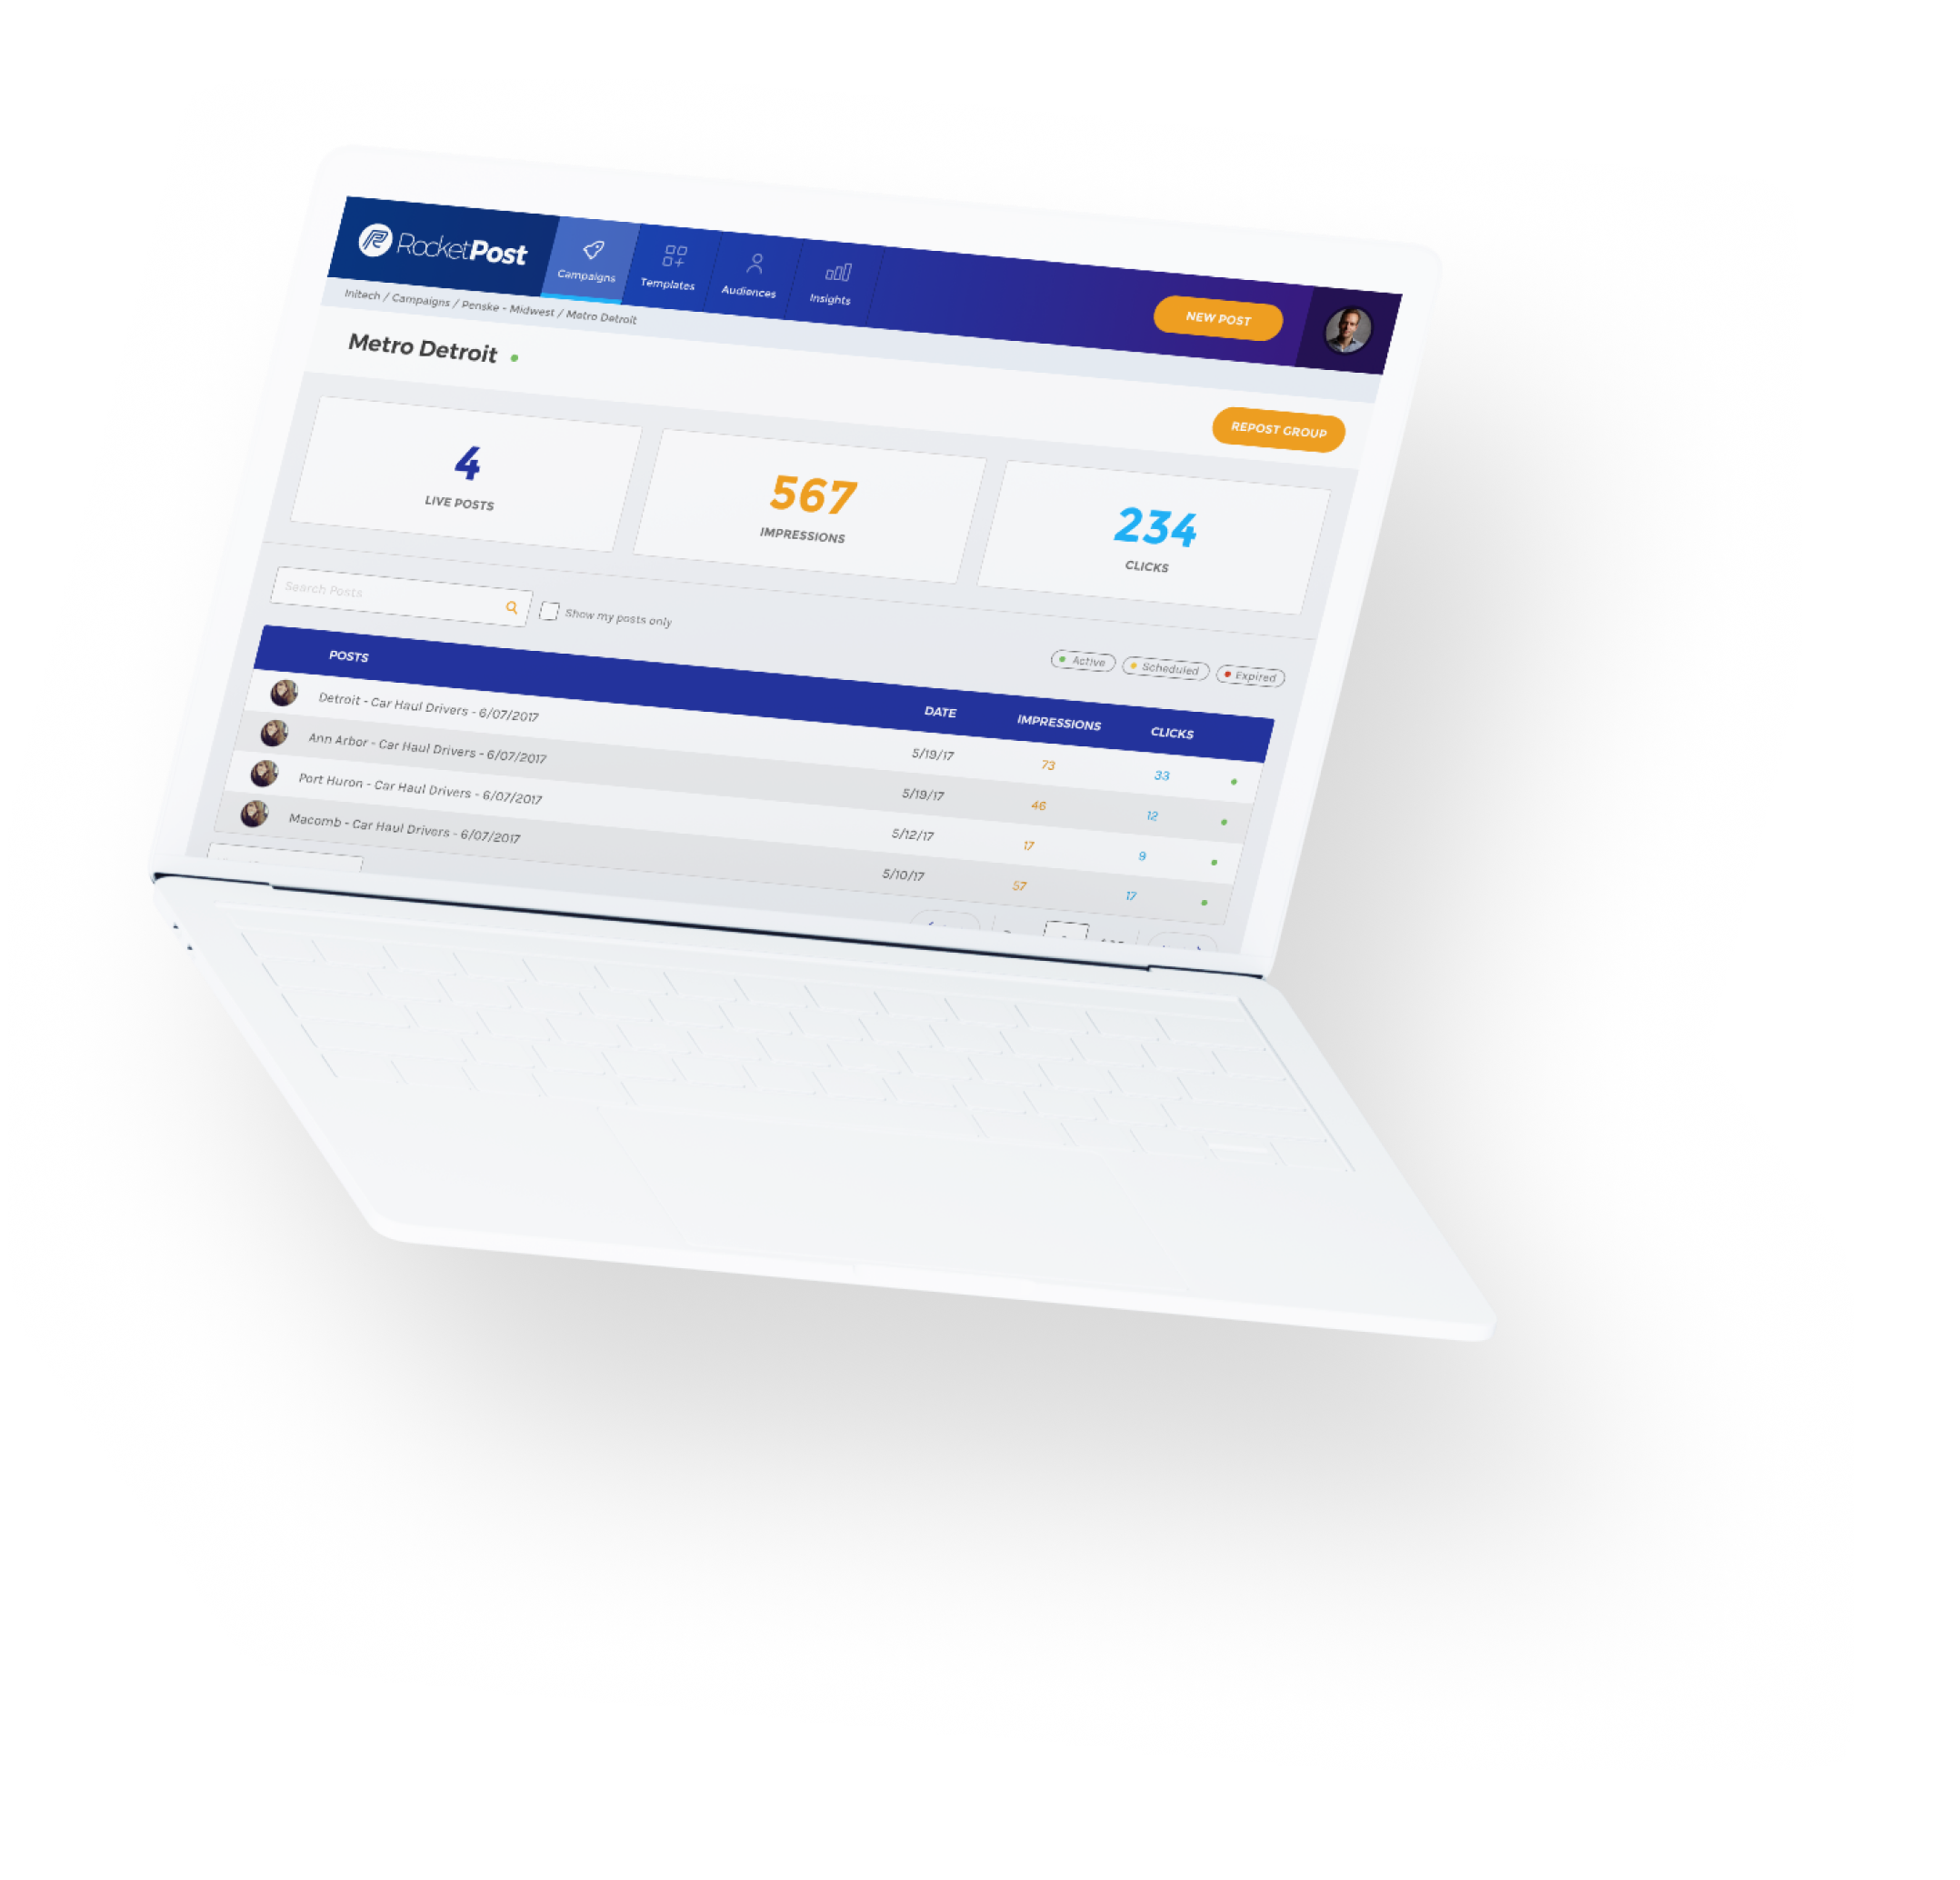 RocketPost
Campaigns
Templates
Audiences
Insights
NEW POST
Initech / Campaigns / Penske - Midwest / Metro Detroit
Metro Detroit
REPOST GROUP
4
LIVE POSTS
567
IMPRESSIONS
234
CLICKS
Search Posts
Show my posts only
Active
Scheduled
Expired
POSTS DATE IMPRESSIONS CLICKS
Detroit - Car Haul Drivers - 6/07/2017 5/19/17 73 33
Ann Arbor - Car Haul Drivers - 6/07/2017 5/19/17 46 12
Port Huron - Car Haul Drivers - 6/07/2017 5/12/17 17 9
Macomb - Car Haul Drivers - 6/07/2017 5/10/17 57 17